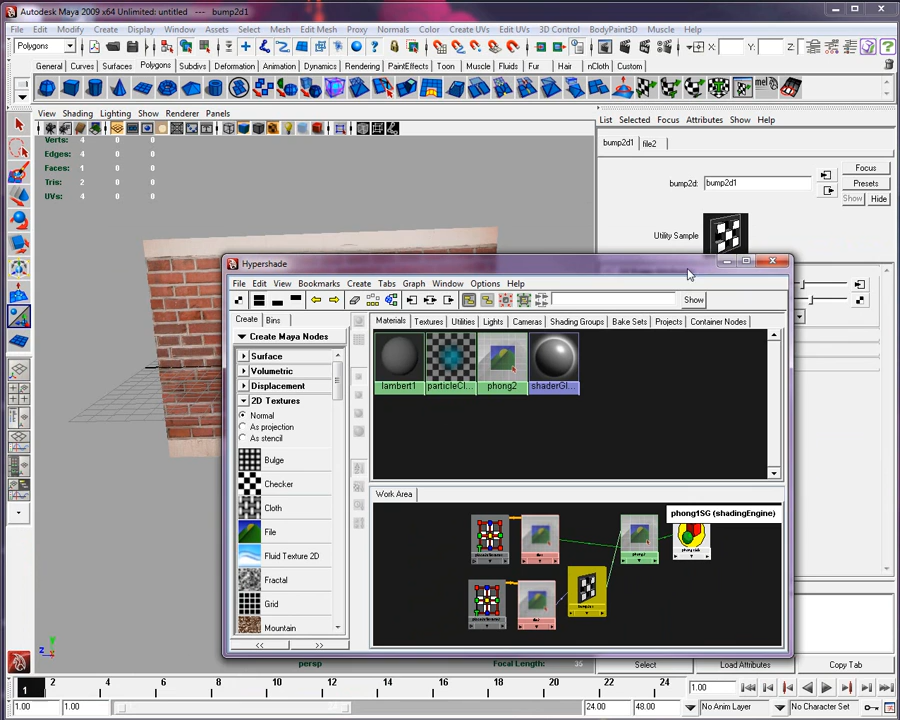 Autodesk Maya 2009 x64 Unlimited: untitled --- bump2d1
File Edit Modify Create Display Window Assets Select Mesh Edit Mesh Proxy Normals Color Create UVs Edit UVs 3D Control BodyPaint3D Muscle Help
Polygons X: Y: Z:
General Curves Surfaces Polygons Subdivs Deformation Animation Dynamics Rendering PaintEffects Toon Muscle Fluids Fur Hair nCloth Custom
mel
View Shading Lighting Show Renderer Panels
List Selected Focus Attributes Show Help
Verts: 4 0 0
Edges: 4 0 0
Faces: 1 0 0
Tris: 2 0 0
UVs: 4 0 0
bump2d1 file2
Focus
bump2d: bump2d1
Presets
Show Hide
Utility Sample
Hypershade
File Edit View Bookmarks Create Tabs Graph Window Options Help
Show
Create Bins
Materials Textures Utilities Lights Cameras Shading Groups Bake Sets Projects Container Nodes
Create Maya Nodes
Surface
Volumetric
Displacement
2D Textures
Normal
As projection
As stencil
Bulge
Checker
Cloth
File
Fluid Texture 2D
Fractal
Grid
Mountain
<< >>
lambert1 particleCl... phong2 shaderGl...
Work Area
phong1SG (shadingEngine)
persp
Focal Length: 35
Select Load Attributes Copy Tab
1 2 4 6 8 10 12 14 16 18 20 22 24
1.00
1.00 1.00 24.00 48.00 No Anim Layer No Character Set